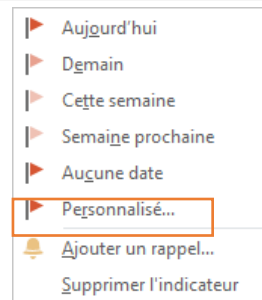 Aujourd'hui
Demain
Cette semaine
Semaine prochaine
Aucune date
Personnalisé...
Ajouter un rappel...
Supprimer l'indicateur